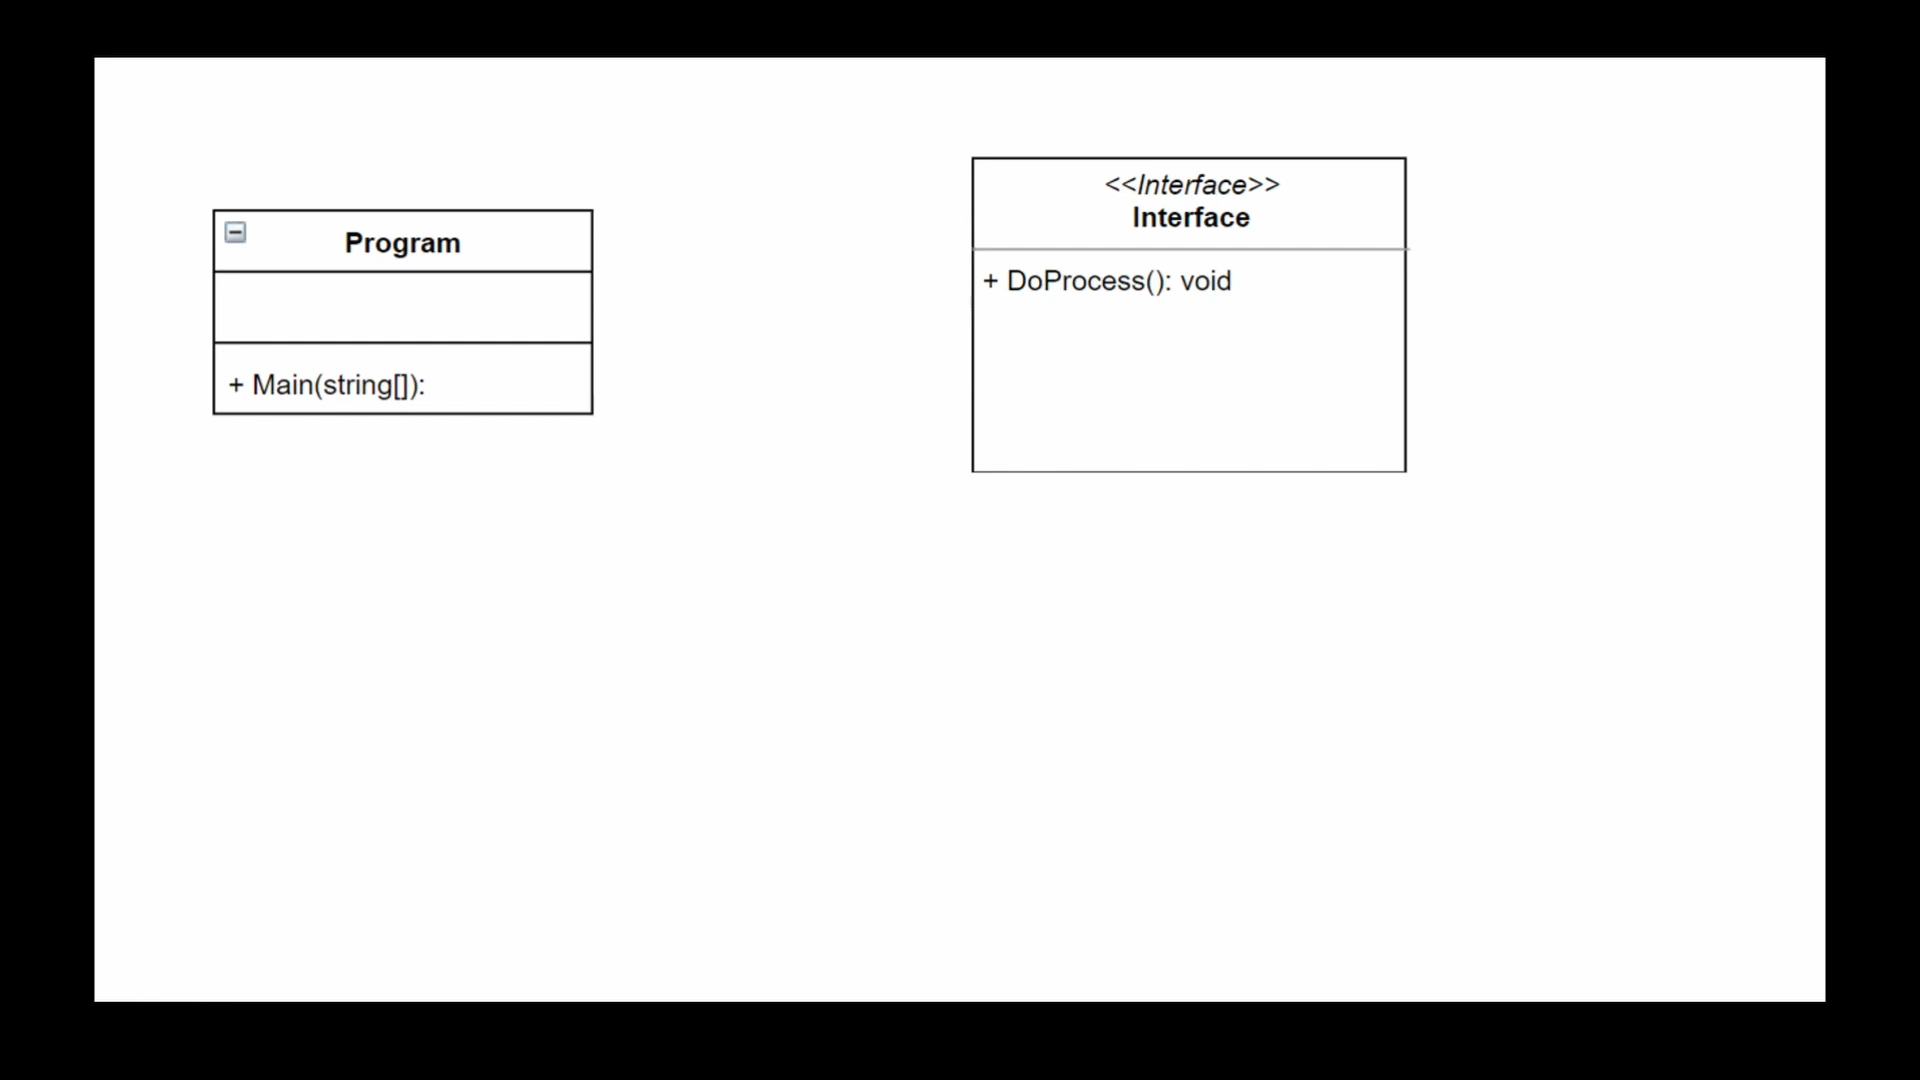 Program
+ Main(string[]):
<<Interface>>
Interface
+ DoProcess(): void